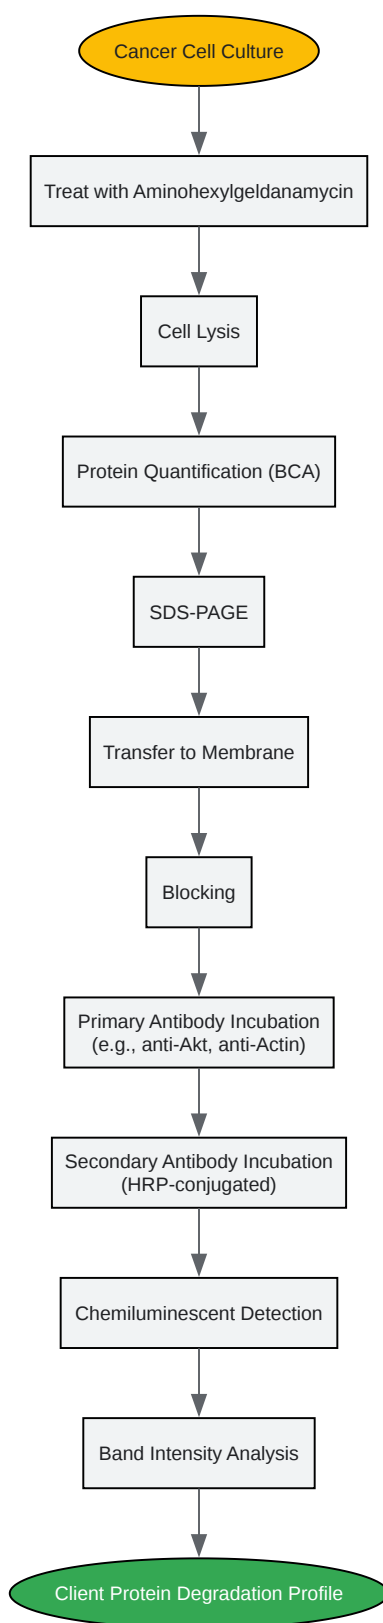 Cancer Cell Culture
Treat with Aminohexylgeldanamycin
Cell Lysis
Protein Quantification (BCA)
SDS-PAGE
Transfer to Membrane
Blocking
Primary Antibody Incubation
(e.g., anti-Akt, anti-Actin)
Secondary Antibody Incubation
(HRP-conjugated)
Chemiluminescent Detection
Band Intensity Analysis
Client Protein Degradation Profile